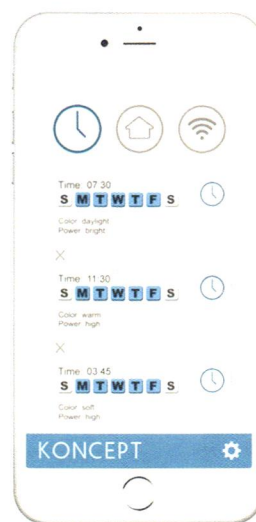 Time 07:30
S M T W T F S
Color daylight
Power bright
Time 11:30
S M T W T F S
Color warm
Power high
Time 03:45
S M T W T F S
Color soft
Power high
KONCEPT